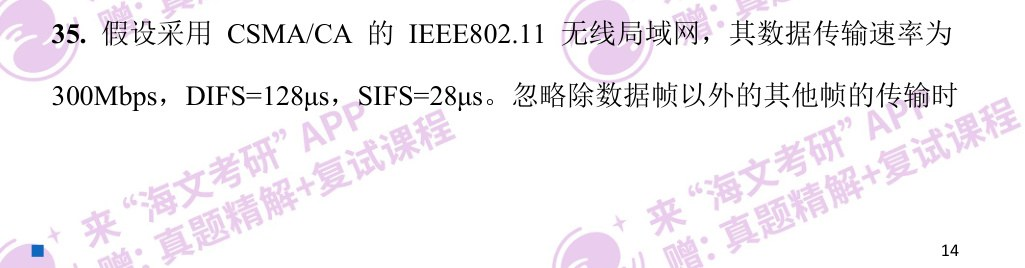 35. 假设采用 CSMA/CA 的 IEEE802.11 无线局域网，其数据传输速率为
300Mbps，DIFS=128μs，SIFS=28μs。忽略除数据帧以外的其他帧的传输时
来“海文考研”APP
赠：真题精解+复试课程
来“海文考研”APP
赠：真题精解+复试课程
14